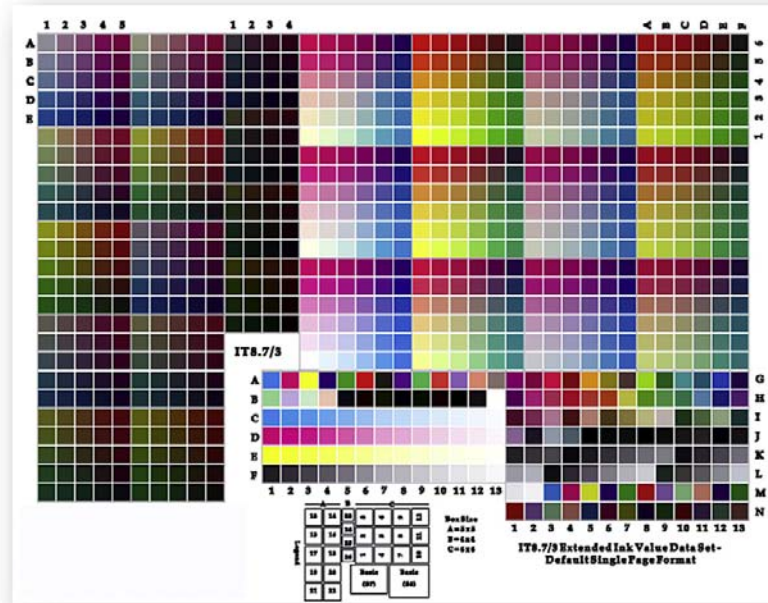 1 2 3 4 5
1 2 3 4
A B C D E F
A
B
C
D
E
6
5
4
3
2
1
IT8.7/3
A
B
C
D
E
F
1 2 3 4 5 6 7 8 9 10 11 12 13
G
H
I
J
K
L
M
N
1 2 3 4 5 6 7 8 9 10 11 12 13
A B C
Legend
Basic
Basic
Box Size
IT8.7/3 Extended Ink Value Data Set -
Default Single Page Format